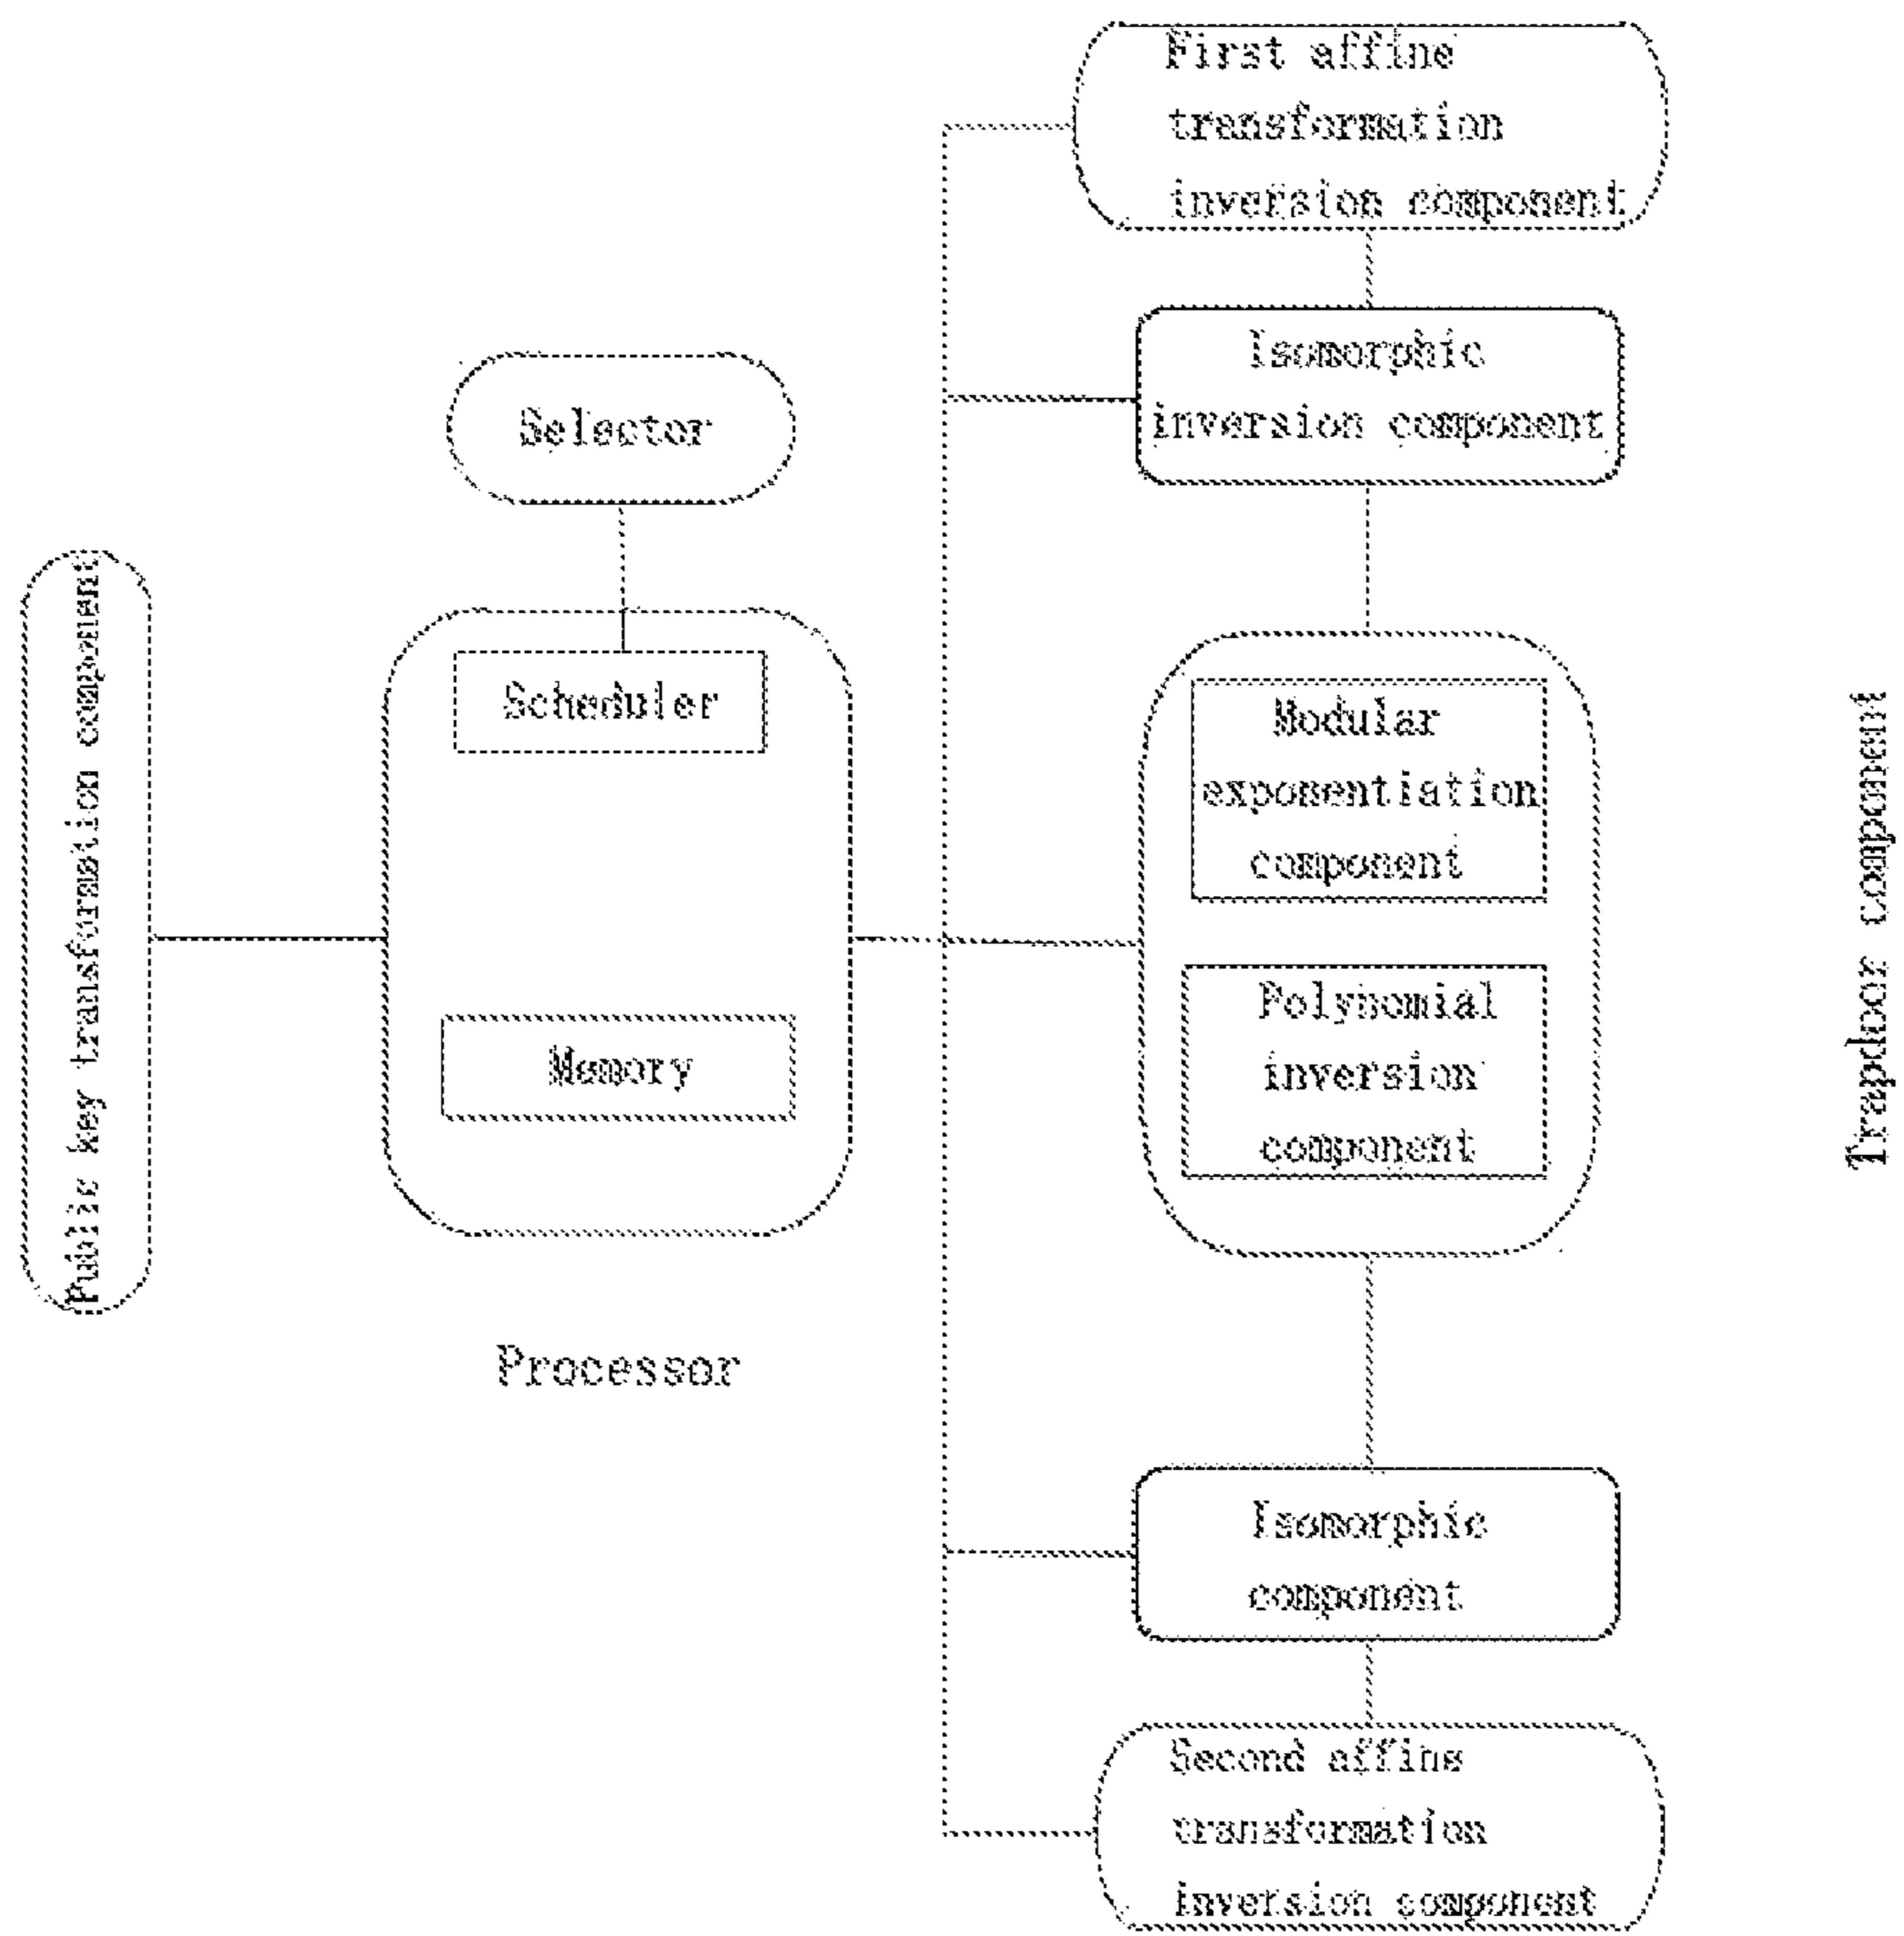 First affine
transformation
inversion component
Isomorphic
inversion component
Selector
Public key transformation component
Scheduler
Memory
Processor
Modular
exponentiation
component
Polynomial
inversion
component
Trapdoor component
Isomorphic
component
Second affine
transformation
inversion component